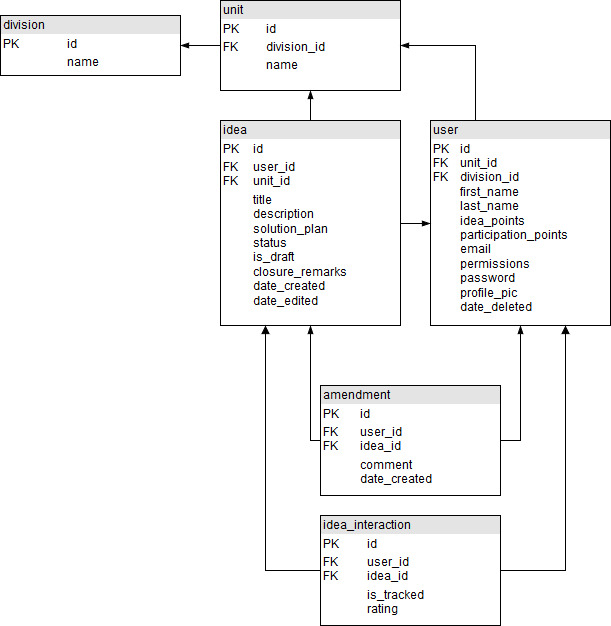 division
PK id
name
unit
PK id
FK division_id
name
idea
PK id
FK user_id
FK unit_id
title
description
solution_plan
status
is_draft
closure_remarks
date_created
date_edited
user
PK id
FK unit_id
FK division_id
first_name
last_name
idea_points
participation_points
email
permissions
password
profile_pic
date_deleted
amendment
PK id
FK user_id
FK idea_id
comment
date_created
idea_interaction
PK id
FK user_id
FK idea_id
is_tracked
rating